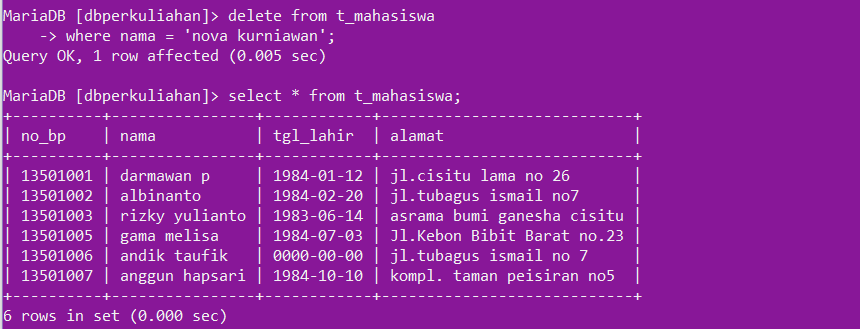 MariaDB [dbperkuliahan]> delete from t_mahasiswa
    -> where nama = 'nova kurniawan';
Query OK, 1 row affected (0.005 sec)

MariaDB [dbperkuliahan]> select * from t_mahasiswa;
+----------+----------------+------------+---------------------------+
| no_bp    | nama           | tgl_lahir  | alamat                    |
+----------+----------------+------------+---------------------------+
| 13501001 | darmawan p     | 1984-01-12 | jl.cisitu lama no 26      |
| 13501002 | albinanto      | 1984-02-20 | jl.tubagus ismail no7     |
| 13501003 | rizky yulianto | 1983-06-14 | asrama bumi ganesha cisitu |
| 13501005 | gama melisa    | 1984-07-03 | Jl.Kebon Bibit Barat no.23 |
| 13501006 | andik taufik   | 0000-00-00 | jl.tubagus ismail no 7    |
| 13501007 | anggun hapsari | 1984-10-10 | kompl. taman peisiran no5 |
+----------+----------------+------------+---------------------------+
6 rows in set (0.000 sec)